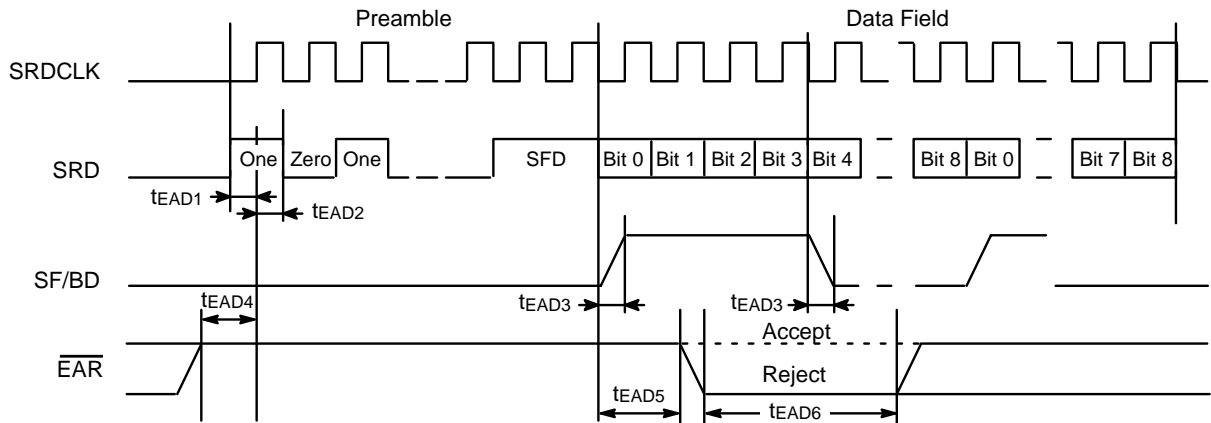 Preamble Data Field
SRDCLK
SRD One Zero One SFD Bit 0 Bit 1 Bit 2 Bit 3 Bit 4 Bit 8 Bit 0 Bit 7 Bit 8
tEAD1
tEAD2
SF/BD
tEAD4 tEAD3 tEAD3
EAR Accept
Reject
tEAD5 tEAD6